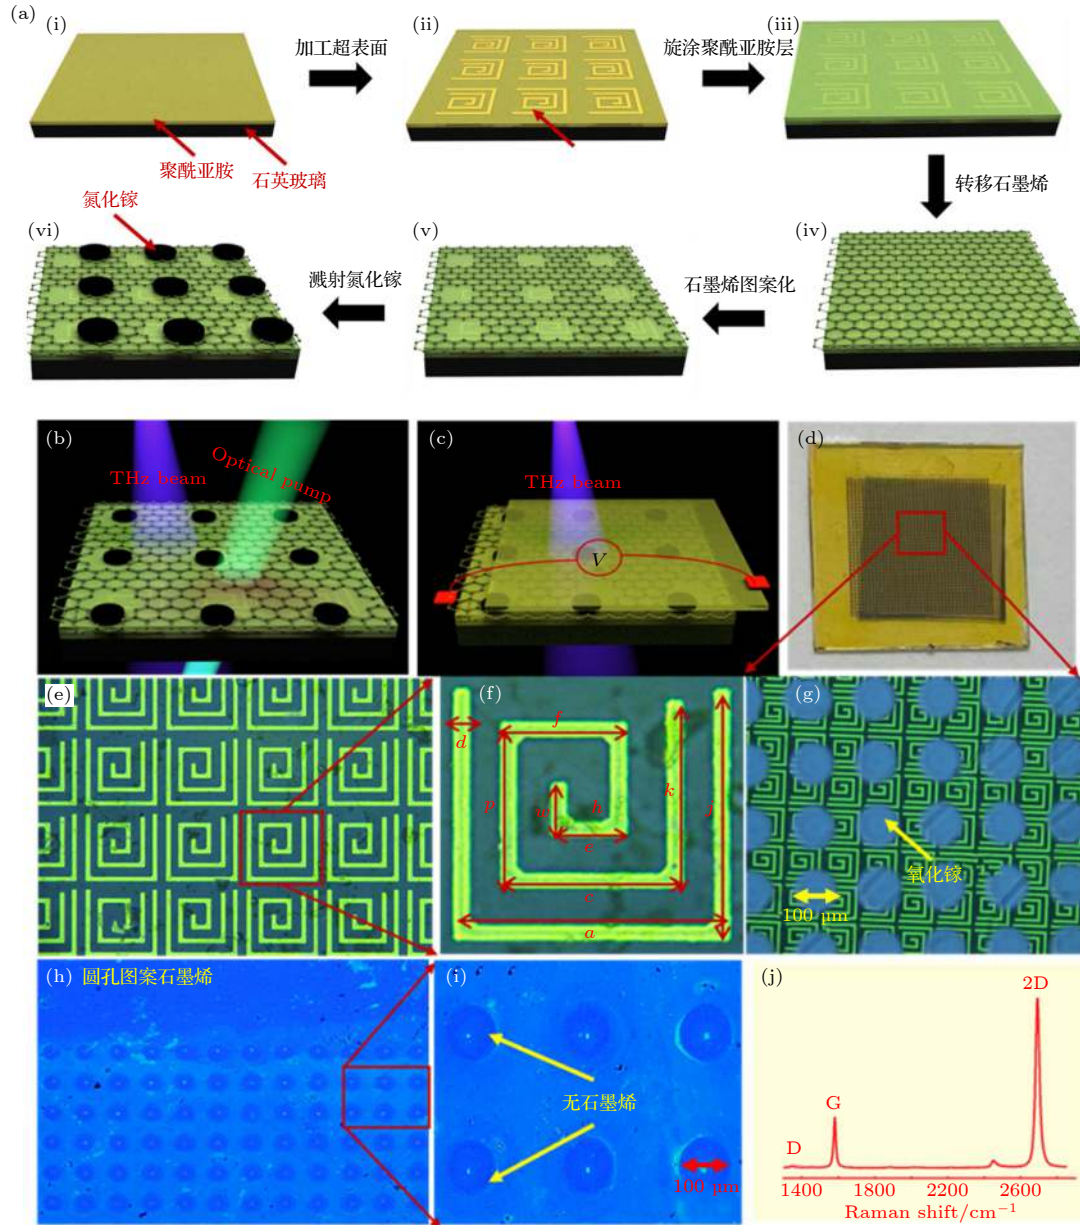 (a)
(i)
(ii)
(iii)
加工超表面
旋涂聚酰亚胺层
聚酰亚胺
石英玻璃
转移石墨烯
氮化镓
(vi)
(v)
(iv)
溅射氮化镓
石墨烯图案化
(b)
THz beam
Optical pump
(c)
THz beam
V
(d)
(e)
(f)
f
d
p
w
h
e
k
c
a
(g)
氧化镓
100 µm
(h) 圆孔图案石墨烯
(i)
无石墨烯
100 µm
(j)
2D
G
D
1400 1800 2200 2600
Raman shift/cm⁻¹